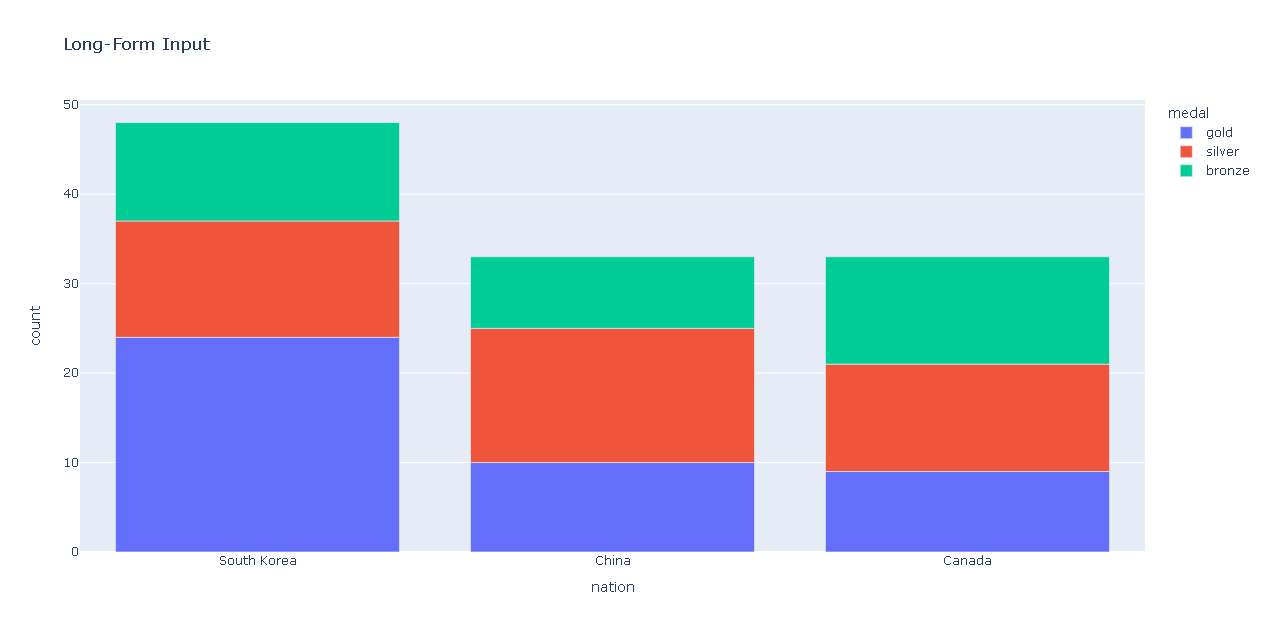 Long-Form Input
50
40
30
20
10
0
count
South Korea
China
Canada
nation
medal
gold
silver
bronze